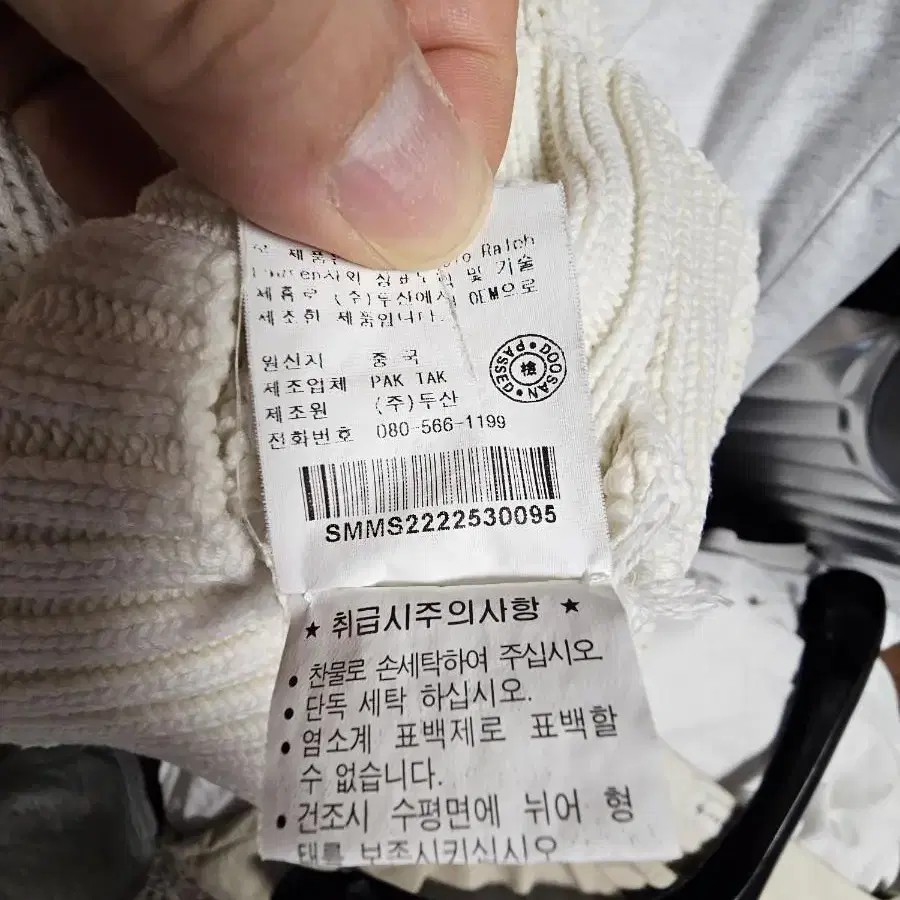 제품
Ralph
Lauren사의 상표 및 기술
제휴로 (주)두산에서 OEM으로
제조한 제품입니다.
원산지 중국
제조업체 PAK TAK
제조원 (주)두산
전화번호 080-566-1199
DOOSAN PASSED 檢
SMMS2222530095
★ 취급시주의사항 ★
• 찬물로 손세탁하여 주십시오.
• 단독 세탁 하십시오.
• 염소계 표백제로 표백할
수 없습니다.
• 건조시 수평면에 뉘어 형
태를 보존시키십시오